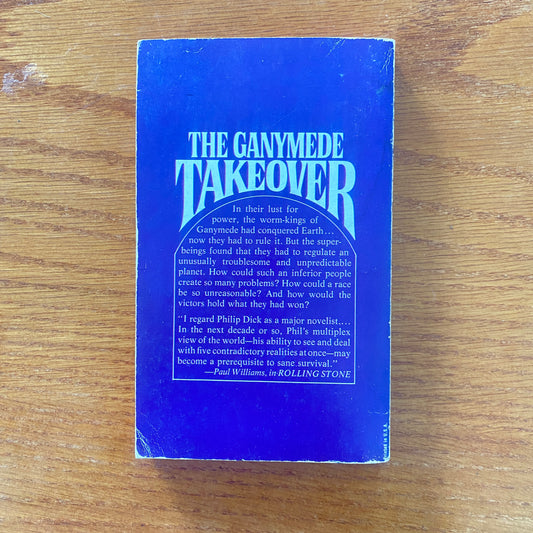 THE GANYMEDE
TAKEOVER
In their lust for
power, the worm-kings of
Ganymede had conquered Earth...
now they had to rule it. But the super-
beings found that they had to regulate an
unusually troublesome and unpredictable
planet. How could such an inferior people
create so many problems? How could a race
be so unreasonable? And how would the
victors hold what they had won?
"I regard Philip Dick as a major novelist....
In the next decade or so, Phil's multiplex
view of the world—his ability to see and deal
with five contradictory realities at once—may
become a prerequisite to sane survival."
—Paul Williams, in ROLLING STONE
Printed in U.S.A.